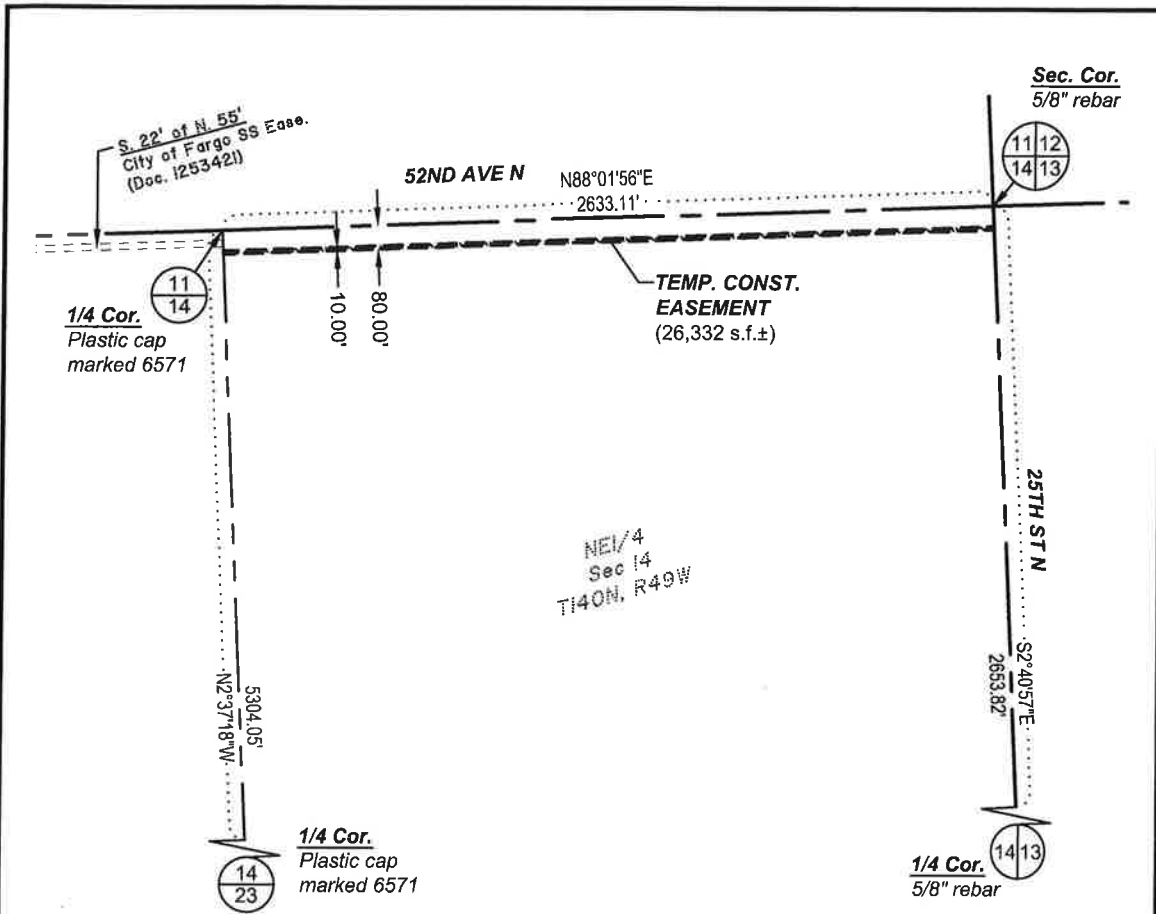 Sec. Cor.
5/8" rebar
11 12
14 13
S. 22' of N. 55'
City of Fargo SS Ease.
(Doc. 1253421)
52ND AVE N
N88°01'56"E
2633.11'
11
14
1/4 Cor.
Plastic cap
marked 6571
10.00'
80.00'
TEMP. CONST.
EASEMENT
(26,332 s.f.±)
25TH ST N
NE1/4
Sec 14
T140N, R49W
S2°40'57"E
2653.82'
5304.05'
N2°37'18"W
1/4 Cor.
Plastic cap
marked 6571
14
23
1/4 Cor.
5/8" rebar
14 13